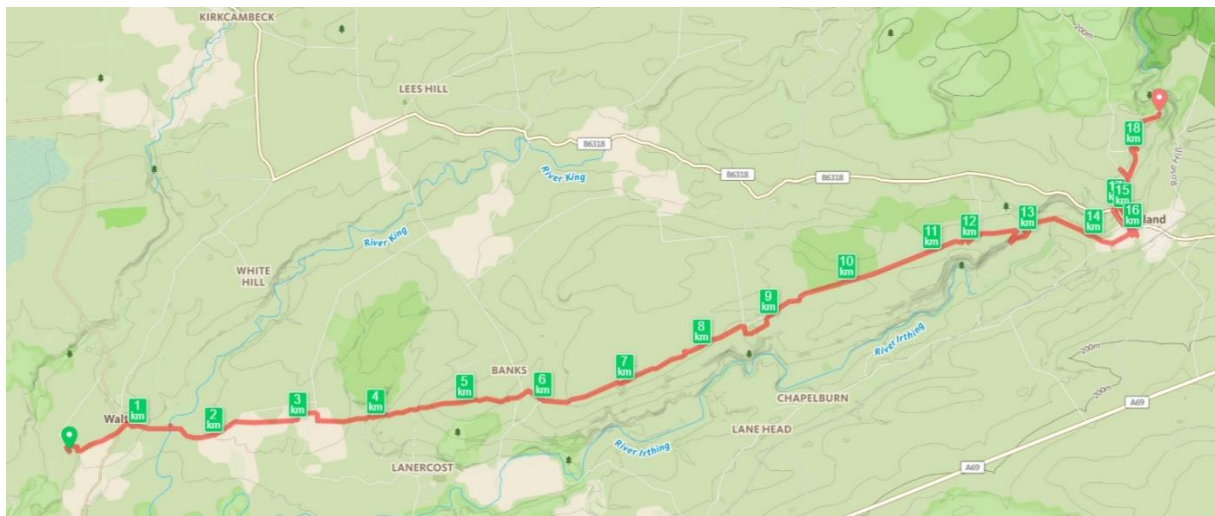 KIRKCAMBECK
200m
LEES HILL
B6318
River King
B6318
B6318
18
km
Rose Hill
15
km
13
km
14
km
16
km
11
km
12
km
River King
WHITE
HILL
10
km
9
km
8
km
River Irthing
BANKS
7
km
200m
6
km
5
km
4
km
3
km
CHAPELBURN
A69
1
km
2
km
LANE HEAD
LANERCOST
River Irthing
A69